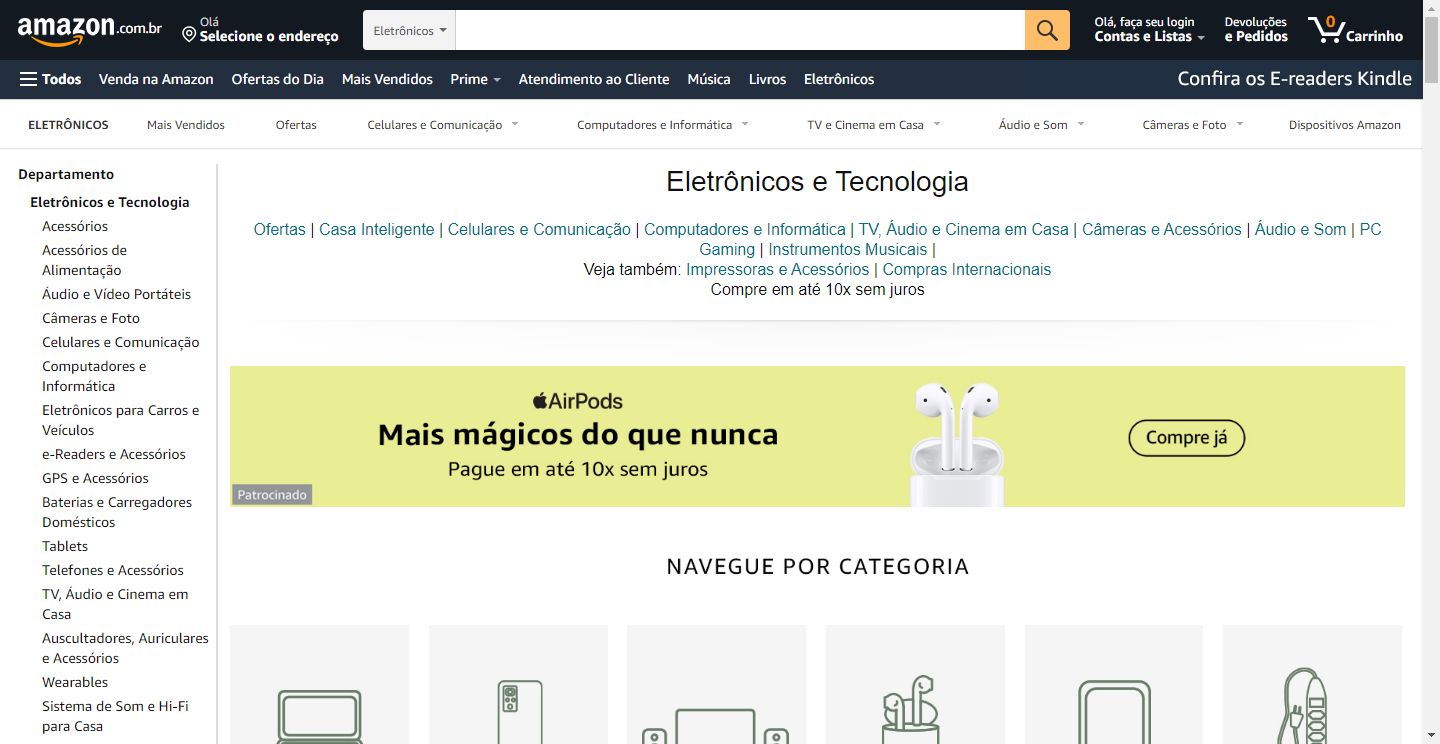 amazon.com.br
Olá
Selecione o endereço
Eletrônicos
Olá, faça seu login
Contas e Listas
Devoluções
e Pedidos
0
Carrinho
Todos
Venda na Amazon
Ofertas do Dia
Mais Vendidos
Prime
Atendimento ao Cliente
Música
Livros
Eletrônicos
Confira os E-readers Kindle
ELETRÔNICOS
Mais Vendidos
Ofertas
Celulares e Comunicação
Computadores e Informática
TV e Cinema em Casa
Áudio e Som
Câmeras e Foto
Dispositivos Amazon
Departamento
Eletrônicos e Tecnologia
Acessórios
Acessórios de
Alimentação
Áudio e Vídeo Portáteis
Câmeras e Foto
Celulares e Comunicação
Computadores e
Informática
Eletrônicos para Carros e
Veículos
e-Readers e Acessórios
GPS e Acessórios
Baterias e Carregadores
Domésticos
Tablets
Telefones e Acessórios
TV, Áudio e Cinema em
Casa
Auscultadores, Auriculares
e Acessórios
Wearables
Sistema de Som e Hi-Fi
para Casa
Eletrônicos e Tecnologia
Ofertas | Casa Inteligente | Celulares e Comunicação | Computadores e Informática | TV, Áudio e Cinema em Casa | Câmeras e Acessórios | Áudio e Som | PC
Gaming | Instrumentos Musicais |
Veja também: Impressoras e Acessórios | Compras Internacionais
Compre em até 10x sem juros
AirPods
Mais mágicos do que nunca
Pague em até 10x sem juros
Compre já
Patrocinado
NAVEGUE POR CATEGORIA